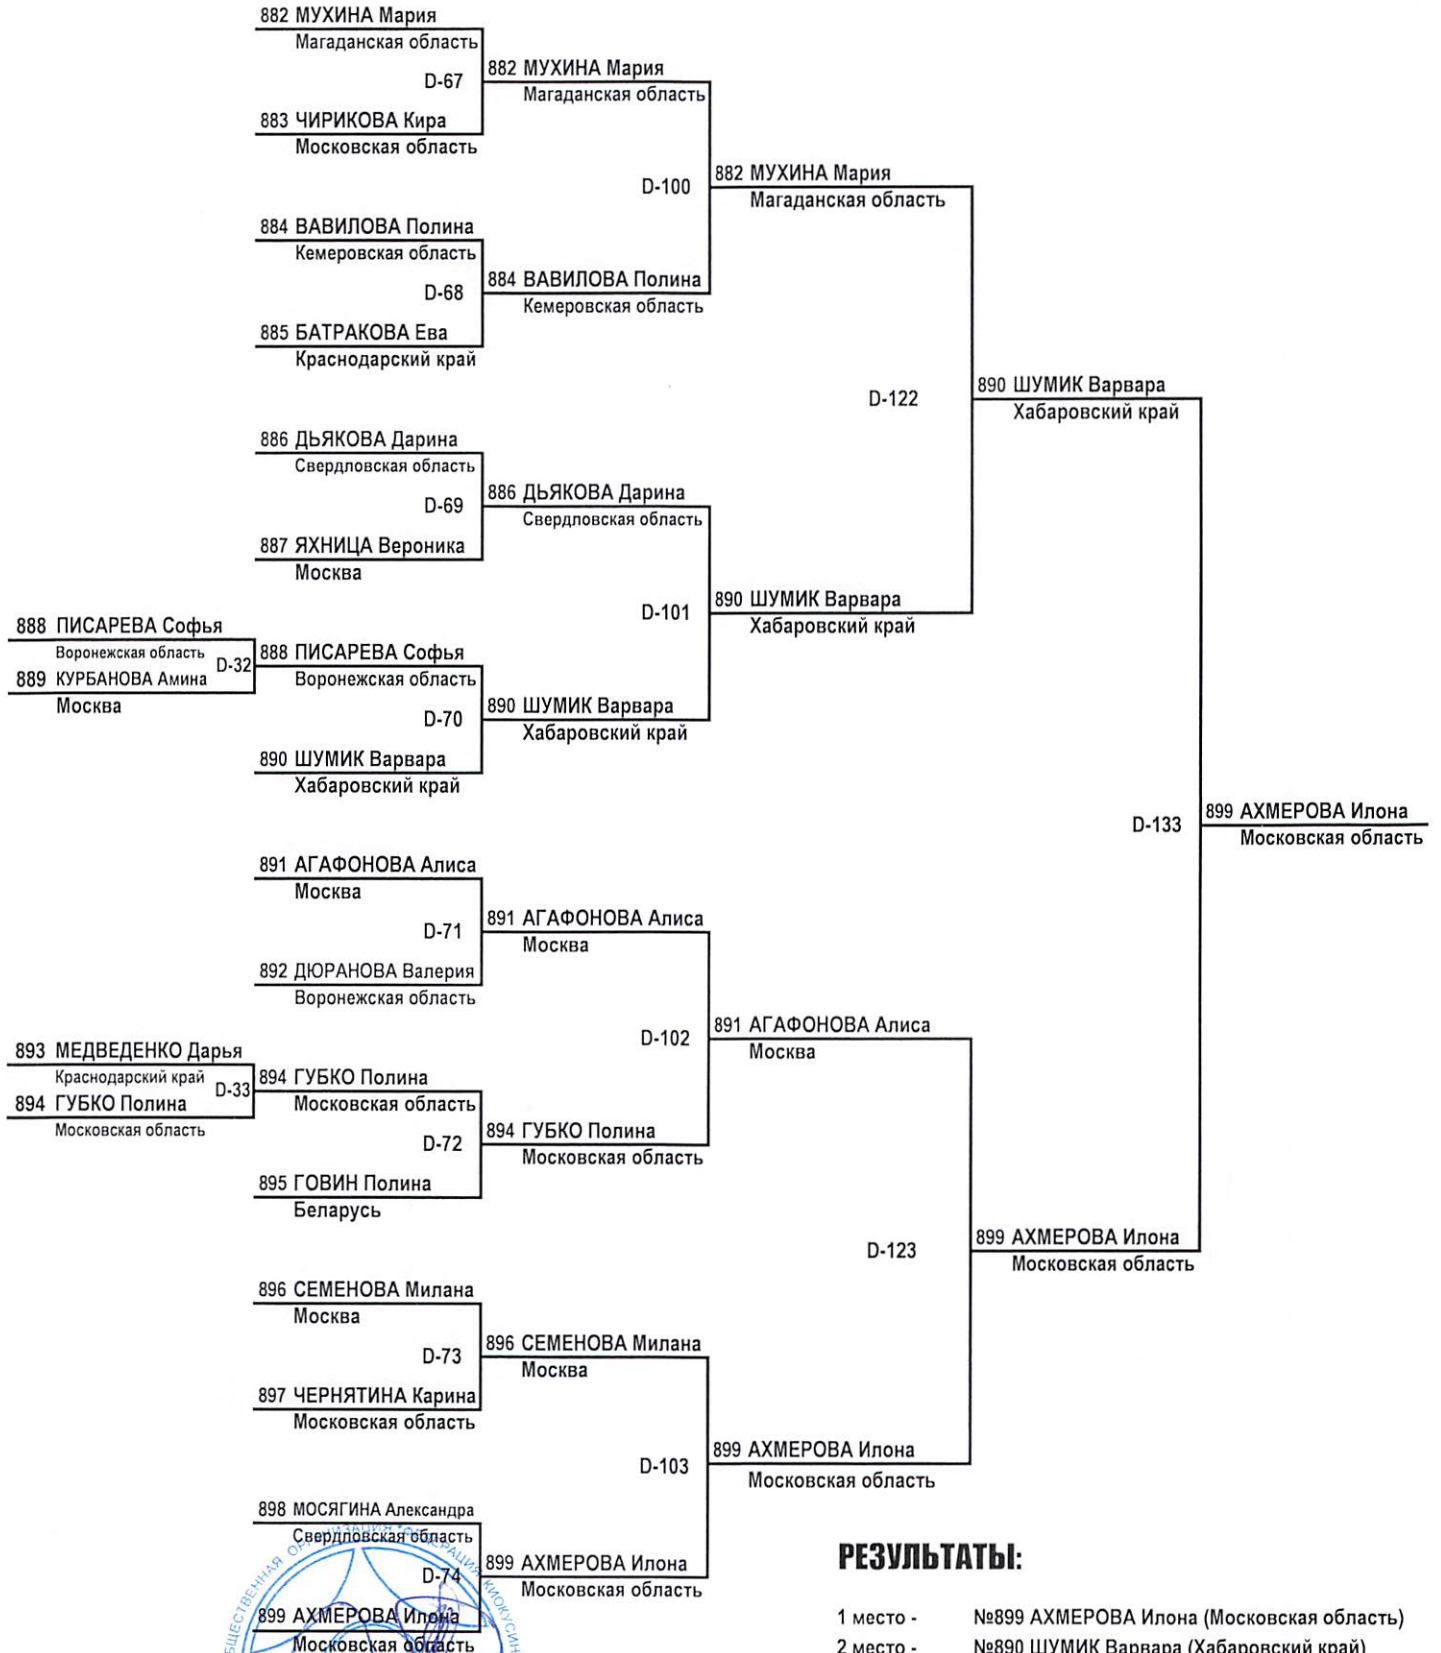 882 МУХИНА Мария
Магаданская область
D-67
883 ЧИРИКОВА Кира
Московская область
882 МУХИНА Мария
Магаданская область
D-100
884 ВАВИЛОВА Полина
Кемеровская область
D-68
885 БАТРАКОВА Ева
Краснодарский край
884 ВАВИЛОВА Полина
Кемеровская область
882 МУХИНА Мария
Магаданская область
D-122
886 ДЬЯКОВА Дарина
Свердловская область
D-69
887 ЯХНИЦА Вероника
Москва
886 ДЬЯКОВА Дарина
Свердловская область
D-101
888 ПИСАРЕВА Софья
Воронежская область
D-32
889 КУРБАНОВА Амина
Москва
888 ПИСАРЕВА Софья
Воронежская область
D-70
890 ШУМИК Варвара
Хабаровский край
890 ШУМИК Варвара
Хабаровский край
890 ШУМИК Варвара
Хабаровский край
890 ШУМИК Варвара
Хабаровский край
D-133
899 АХМЕРОВА Илона
Московская область
891 АГАФОНОВА Алиса
Москва
D-71
892 ДЮРАНОВА Валерия
Воронежская область
891 АГАФОНОВА Алиса
Москва
D-102
893 МЕДВЕДЕНКО Дарья
Краснодарский край
D-33
894 ГУБКО Полина
Московская область
894 ГУБКО Полина
Московская область
D-72
895 ГОВИН Полина
Беларусь
894 ГУБКО Полина
Московская область
891 АГАФОНОВА Алиса
Москва
D-123
899 АХМЕРОВА Илона
Московская область
896 СЕМЕНОВА Милана
Москва
D-73
897 ЧЕРНЯТИНА Карина
Московская область
896 СЕМЕНОВА Милана
Москва
D-103
899 АХМЕРОВА Илона
Московская область
898 МОСЯГИНА Александра
Свердловская область
D-74
899 АХМЕРОВА Илона
Московская область
899 АХМЕРОВА Илона
Московская область
ОРГАНИЗАЦИЯ
КИОКУСИН
РЕЗУЛЬТАТЫ:
1 место - №899 АХМЕРОВА Илона (Московская область)
2 место - №890 ШУМИК Варвара (Хабаровский край)